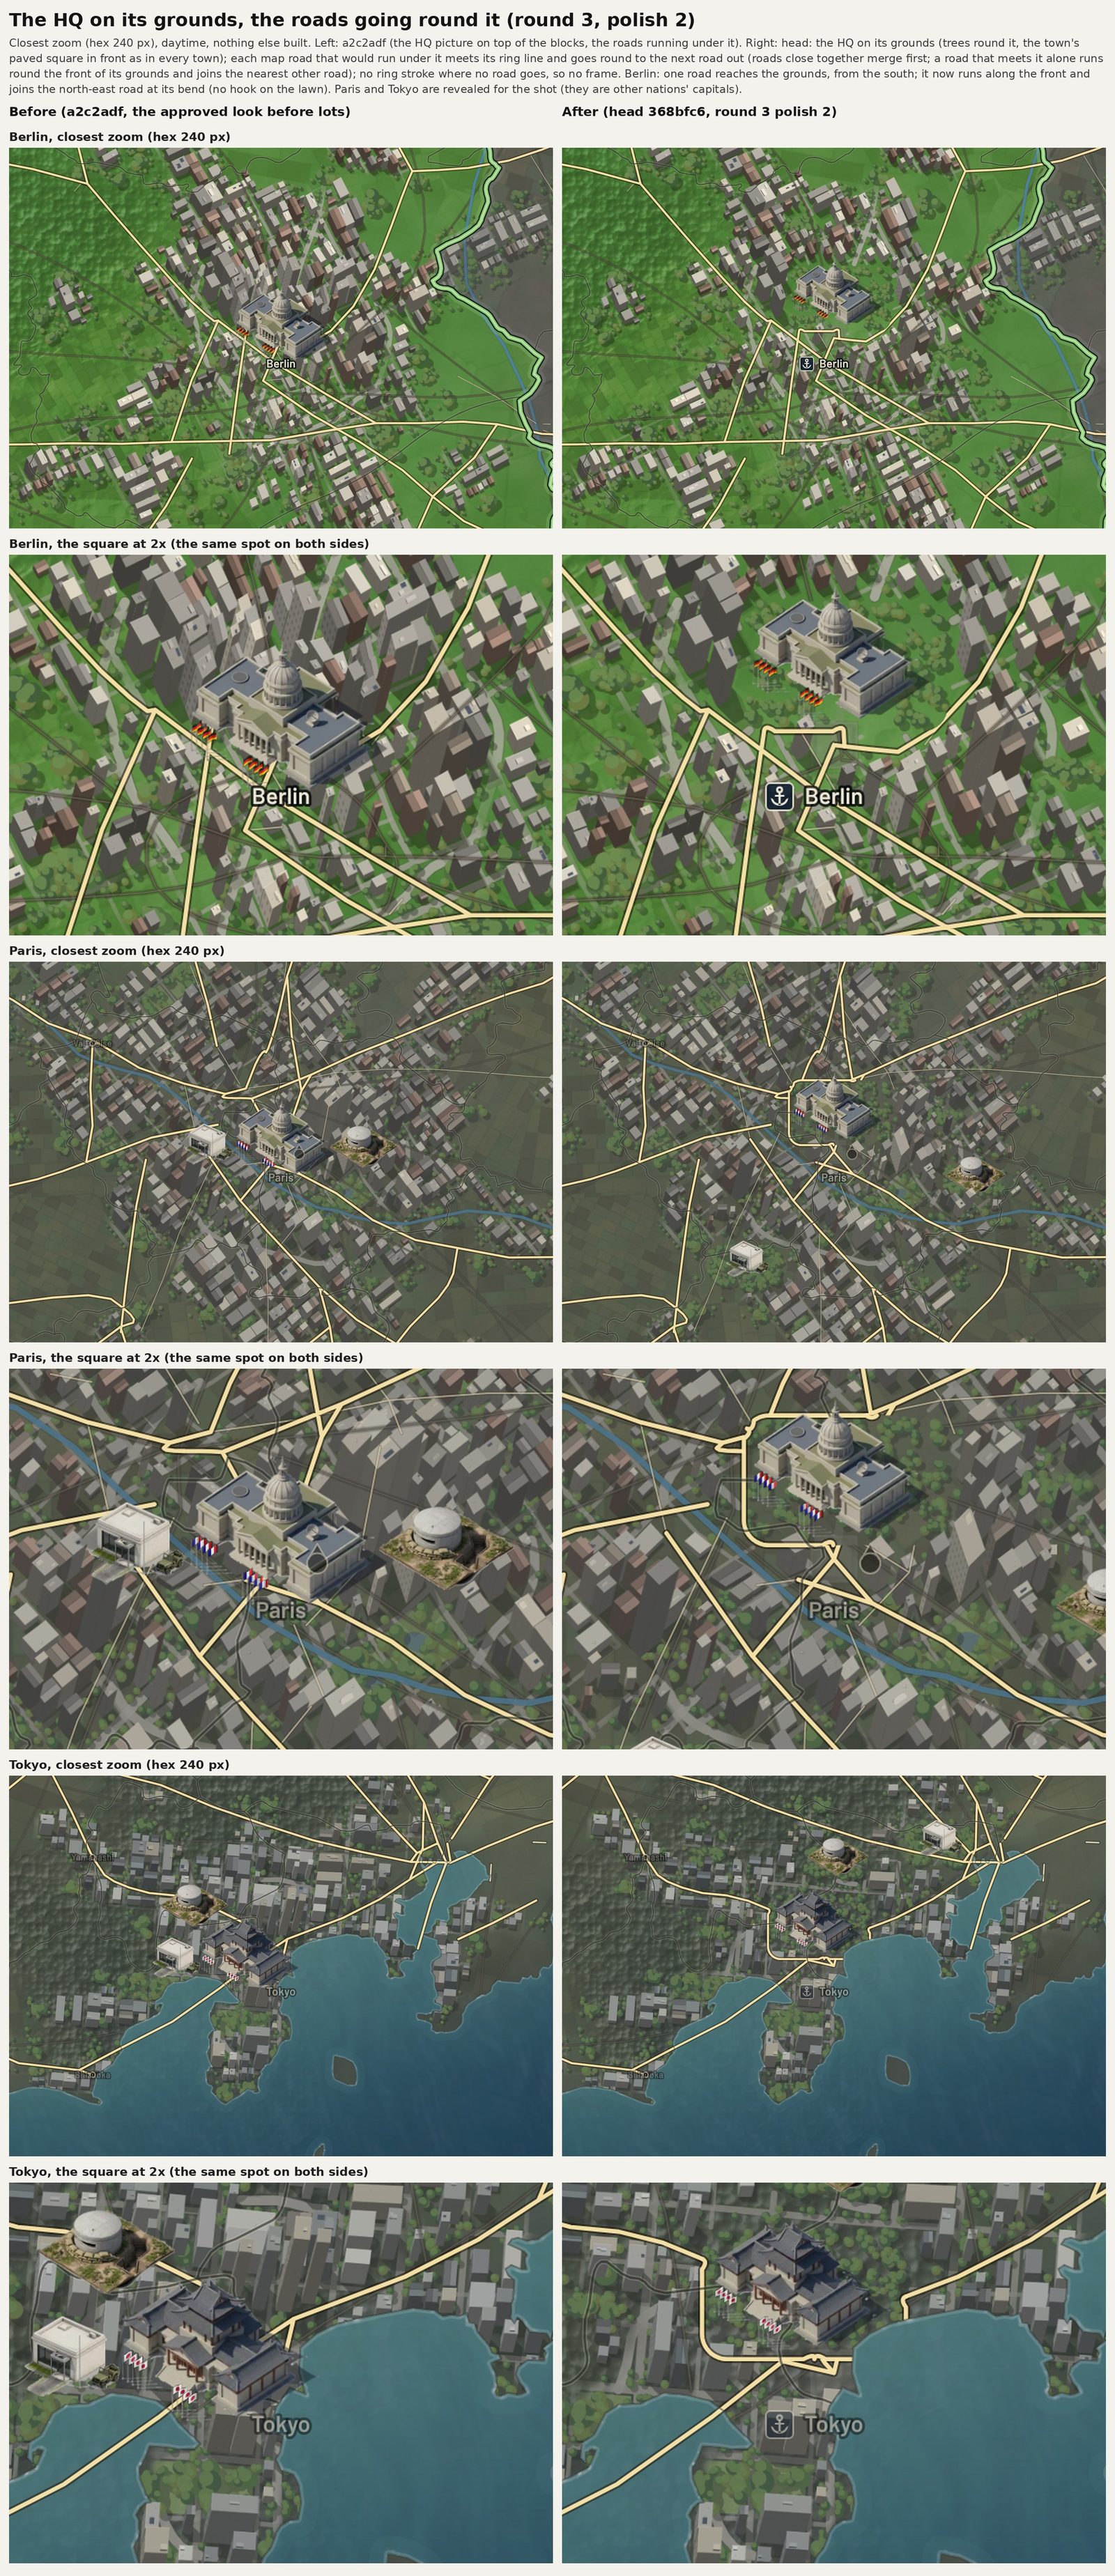 The HQ on its grounds, the roads going round it (round 3, polish 2)
Closest zoom (hex 240 px), daytime, nothing else built. Left: a2c2adf (the HQ picture on top of the blocks, the roads running under it). Right: head: the HQ on its grounds (trees round it, the town's
paved square in front as in every town); each map road that would run under it meets its ring line and goes round to the next road out (roads close together merge first; a road that meets it alone runs
round the front of its grounds and joins the nearest other road); no ring stroke where no road goes, so no frame. Berlin: one road reaches the grounds, from the south; it now runs along the front and
joins the north-east road at its bend (no hook on the lawn). Paris and Tokyo are revealed for the shot (they are other nations' capitals).
Before (a2c2adf, the approved look before lots)
After (head 368bfc6, round 3 polish 2)
Berlin, closest zoom (hex 240 px)
Berlin
Berlin
Berlin, the square at 2x (the same spot on both sides)
Berlin
Berlin
Paris, closest zoom (hex 240 px)
Paris
Paris
Paris, the square at 2x (the same spot on both sides)
Paris
Paris
Tokyo, closest zoom (hex 240 px)
Tokyo
Tokyo
Tokyo, the square at 2x (the same spot on both sides)
Tokyo
Tokyo